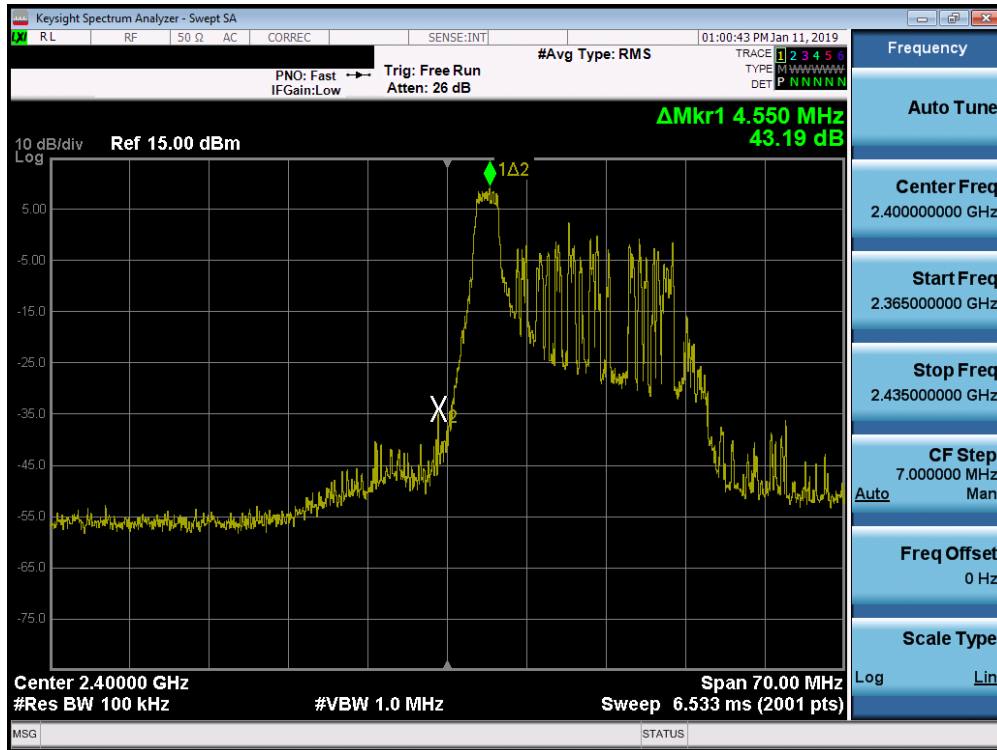 Keysight Spectrum Analyzer - Swept SA
LXI RL RF 50 Ω AC CORREC SENSE:INT 01:00:43 PM Jan 11, 2019
PNO: Fast Trig: Free Run #Avg Type: RMS TRACE 1 2 3 4 5 6
IFGain:Low Atten: 26 dB TYPE M WWWWW
DET P N N N N N
ΔMkr1 4.550 MHz
43.19 dB
10 dB/div Ref 15.00 dBm
Log
1Δ2
5.00
-5.00
-15.0
-25.0
-35.0
X2
-45.0
-55.0
-65.0
-75.0
Center 2.40000 GHz Span 70.00 MHz
#Res BW 100 kHz #VBW 1.0 MHz Sweep 6.533 ms (2001 pts)
MSG STATUS
Frequency
Auto Tune
Center Freq
2.400000000 GHz
Start Freq
2.365000000 GHz
Stop Freq
2.435000000 GHz
CF Step
7.000000 MHz
Auto Man
Freq Offset
0 Hz
Scale Type
Log Lin